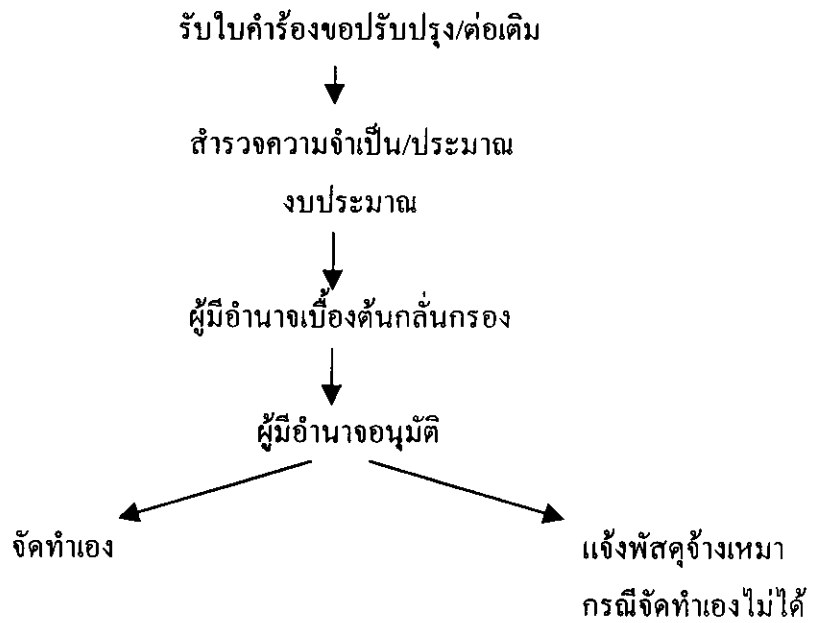 รับใบคำร้องขอปรับปรุง/ต่อเติม
สำรวจความจำเป็น/ประมาณ
งบประมาณ
ผู้มีอำนาจเบื้องต้นกลั่นกรอง
ผู้มีอำนาจอนุมัติ
จัดทำเอง
แจ้งพัสดุจ้างเหมา
กรณีจัดทำเองไม่ได้